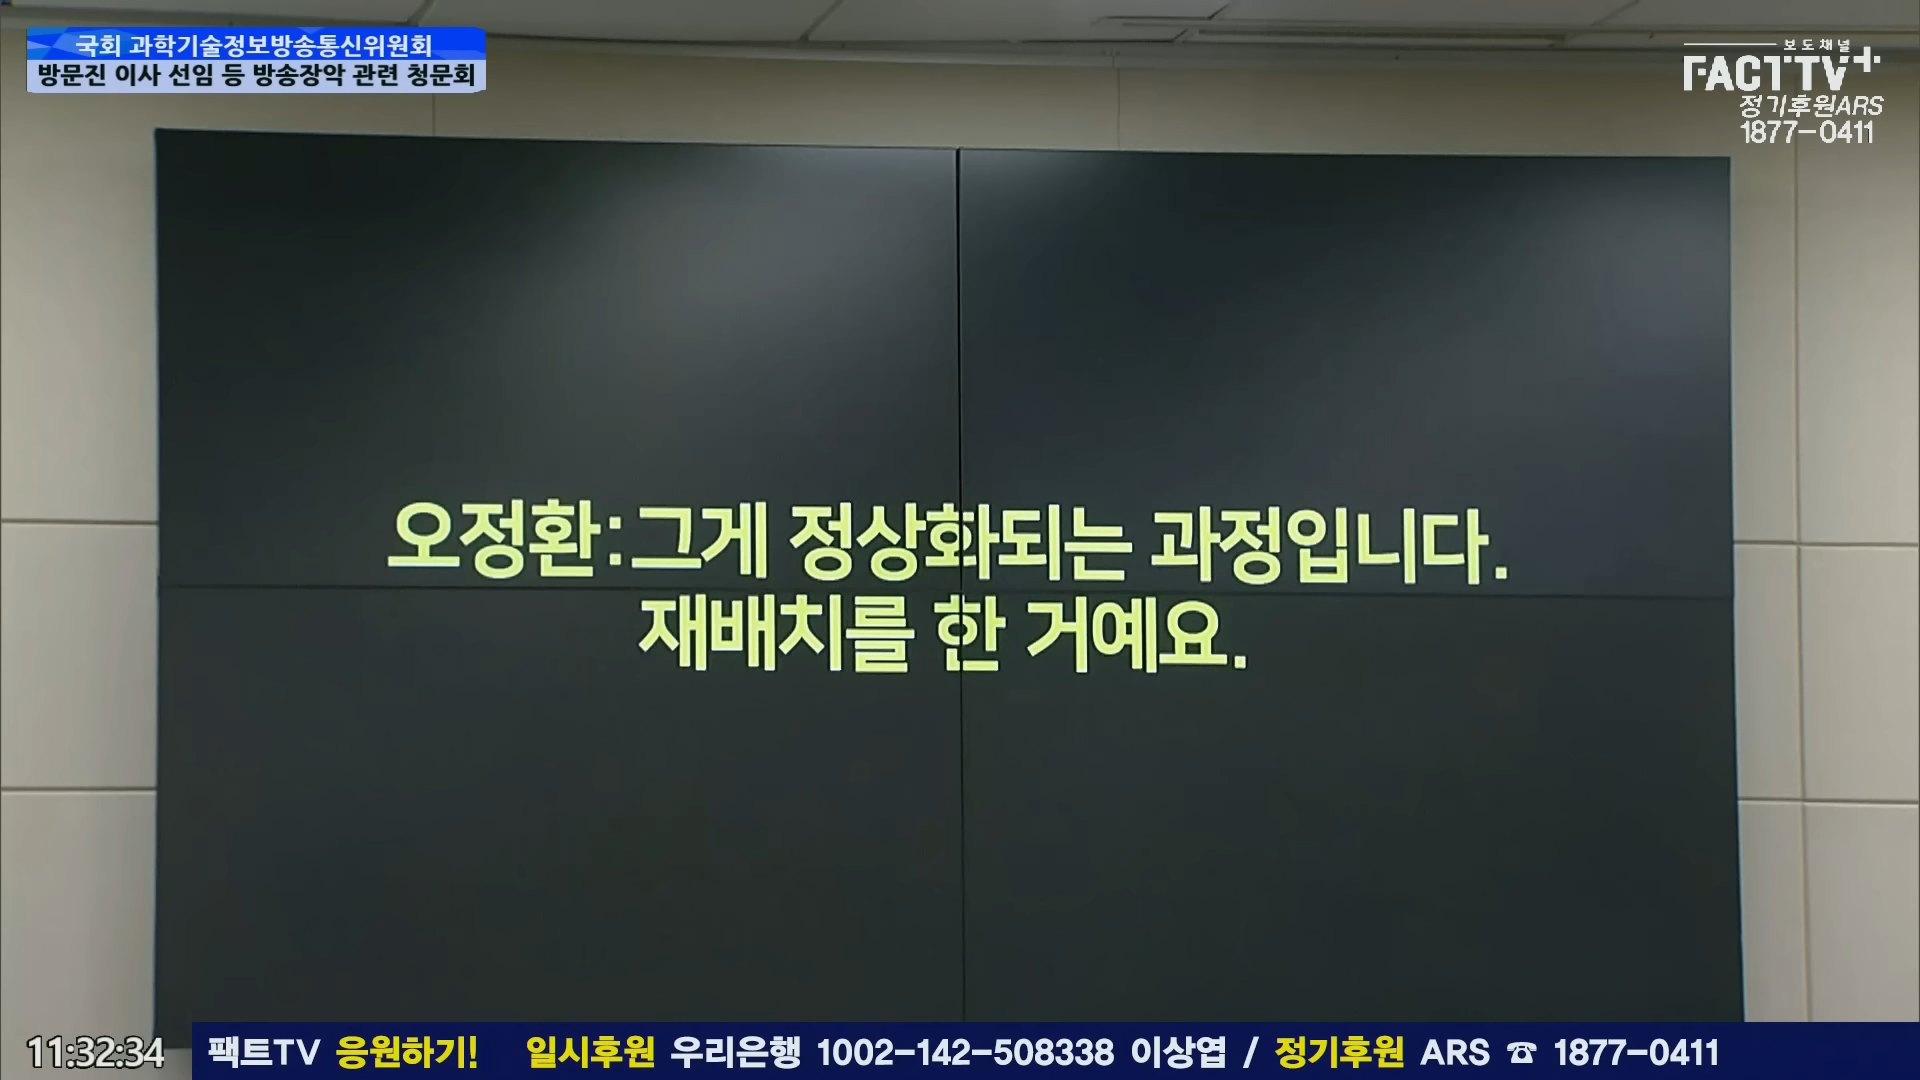 국회 과학기술정보방송통신위원회
방문진 이사 선임 등 방송장악 관련 청문회
보도채널
FACTTV+
정기후원ARS
1877-0411
오정환:그게 정상화되는 과정입니다.
재배치를 한 거예요.
11:32:34
팩트TV 응원하기! 일시후원 우리은행 1002-142-508338 이상엽 / 정기후원 ARS ☎ 1877-0411